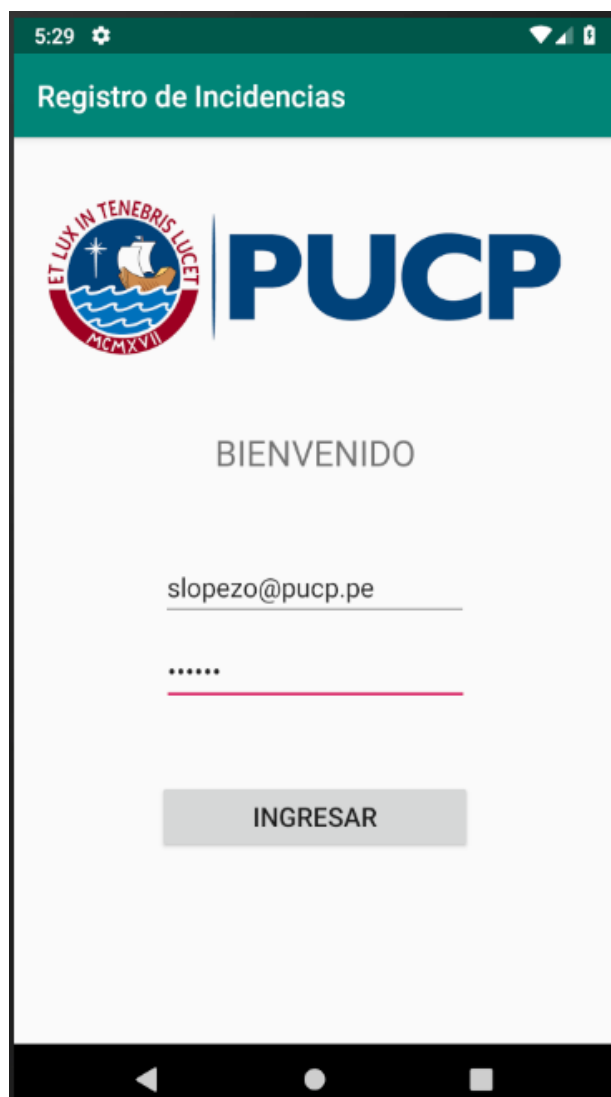 5:29
Registro de Incidencias
ET LUX IN TENEBRIS LUCET
MCMXVII
PUCP
BIENVENIDO
slopezo@pucp.pe
••••••
INGRESAR